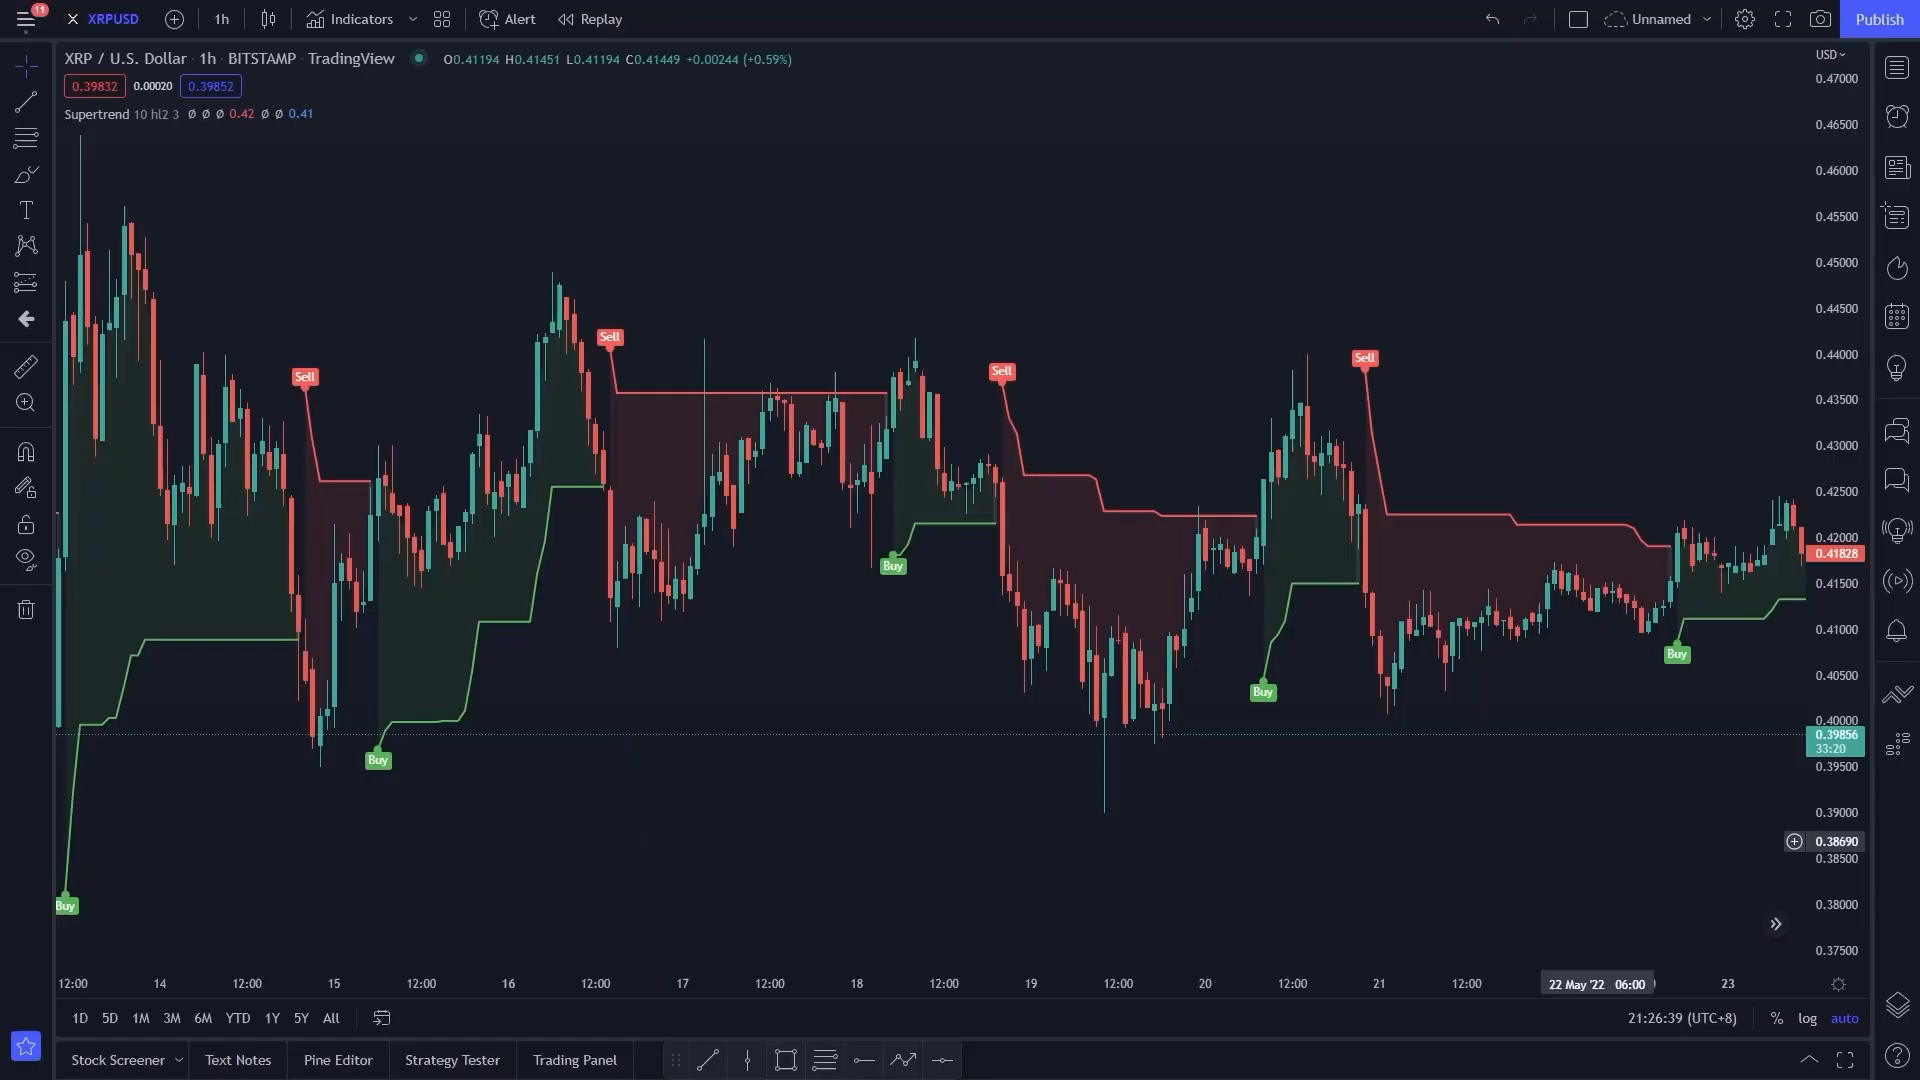 11
XRPUSD
1h
Indicators
Alert
Replay
Unnamed
Publish
XRP / U.S. Dollar · 1h · BITSTAMP · TradingView
O0.41194 H0.41451 L0.41194 C0.41449 +0.00244 (+0.59%)
USD
0.39832 0.00020 0.39852
Supertrend 10 hl2 3 Ø Ø Ø 0.42 Ø Ø 0.41
0.47000
0.46500
0.46000
0.45500
0.45000
0.44500
0.44000
0.43500
0.43000
0.42500
0.42000
0.41828
0.41500
0.41000
0.40500
0.40000
0.39856
33:20
0.39500
0.39000
0.38690
0.38500
0.38000
0.37500
Sell
Sell
Sell
Sell
Buy
Buy
Buy
Buy
Buy
12:00 14 12:00 15 12:00 16 12:00 17 12:00 18 12:00 19 12:00 20 12:00 21 12:00 22 May '22 06:00 23
1D 5D 1M 3M 6M YTD 1Y 5Y All
21:26:39 (UTC+8) % log auto
Stock Screener Text Notes Pine Editor Strategy Tester Trading Panel